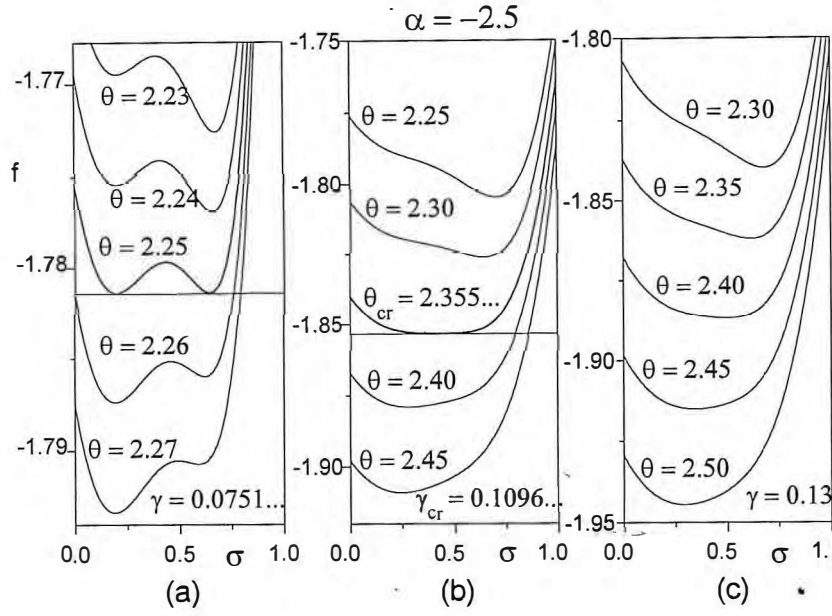 α = −2.5
f
-1.77
-1.78
-1.79
θ = 2.23
θ = 2.24
θ = 2.25
θ = 2.26
θ = 2.27
γ = 0.0751...
0.0 0.5 σ 1.0
(a)
-1.75
-1.80
-1.85
-1.90
θ = 2.25
θ = 2.30
θcr = 2.355...
θ = 2.40
θ = 2.45
γcr = 0.1096...
0.0 0.5 σ 1.0
(b)
-1.80
-1.85
-1.90
-1.95
θ = 2.30
θ = 2.35
θ = 2.40
θ = 2.45
θ = 2.50
γ = 0.13
0.0 0.5 σ 1.
(c)